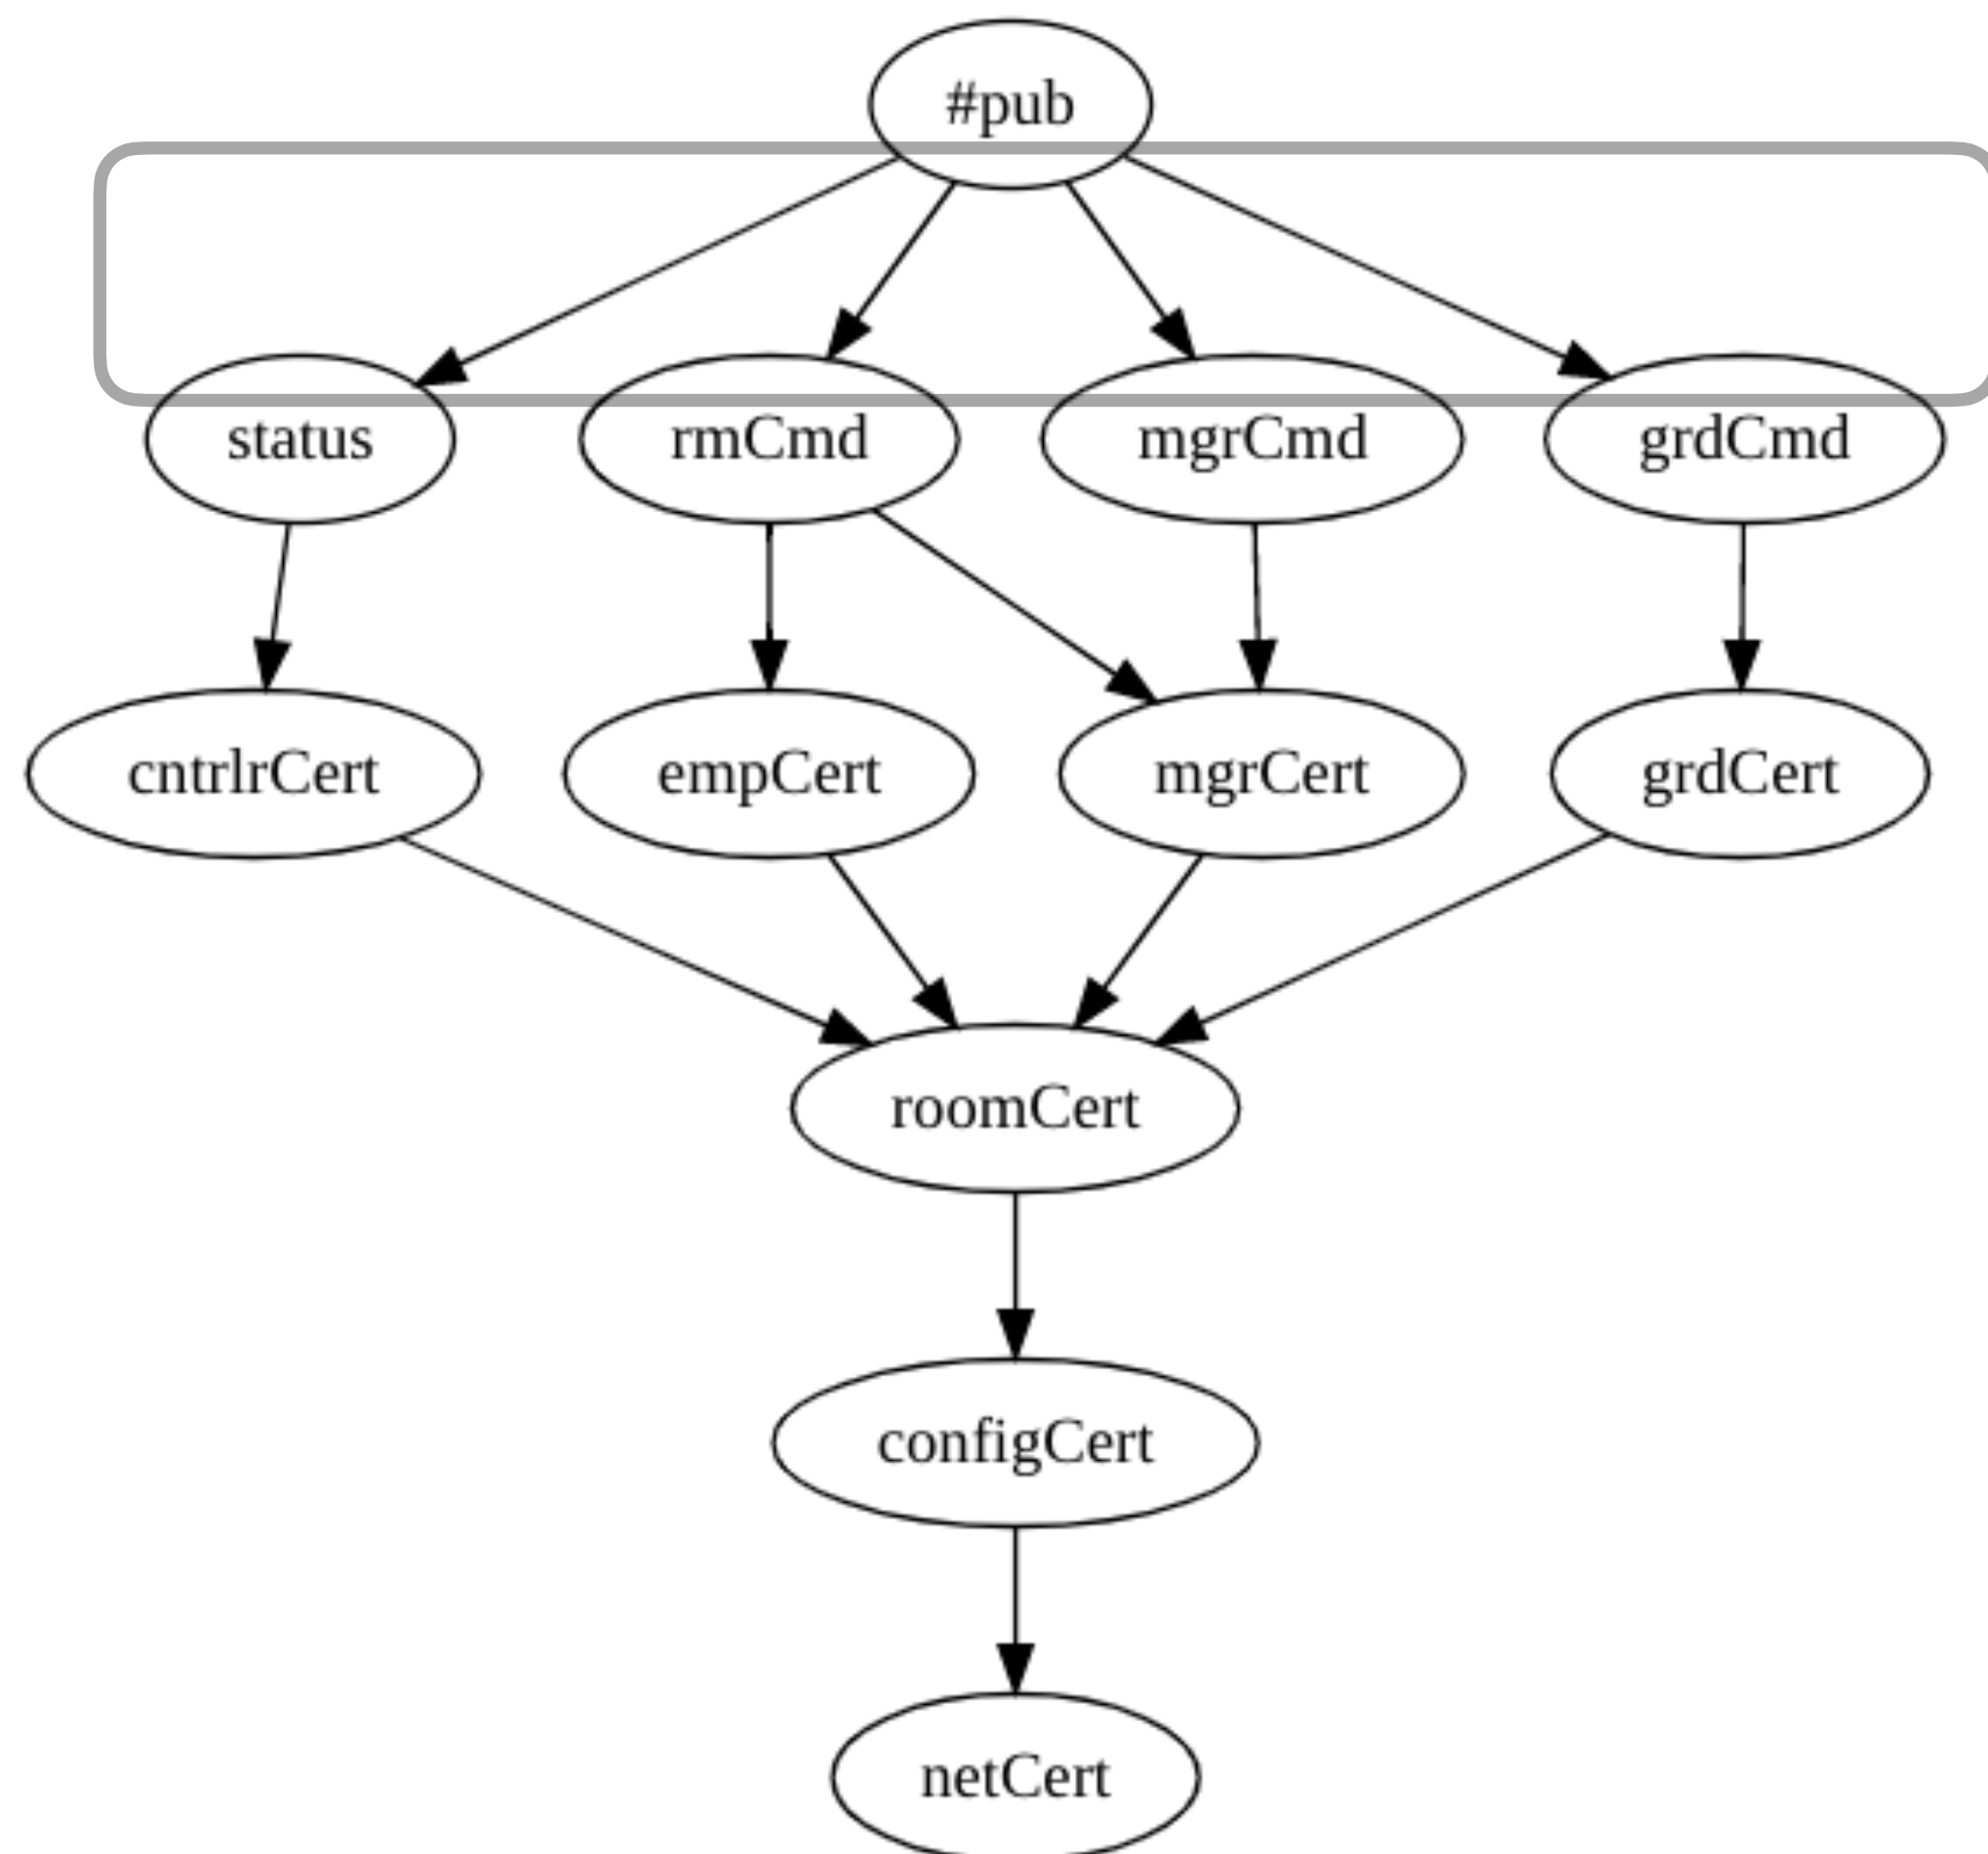 #pub
status rmCmd mgrCmd grdCmd
cntrlrCert empCert mgrCert grdCert
roomCert
configCert
netCert